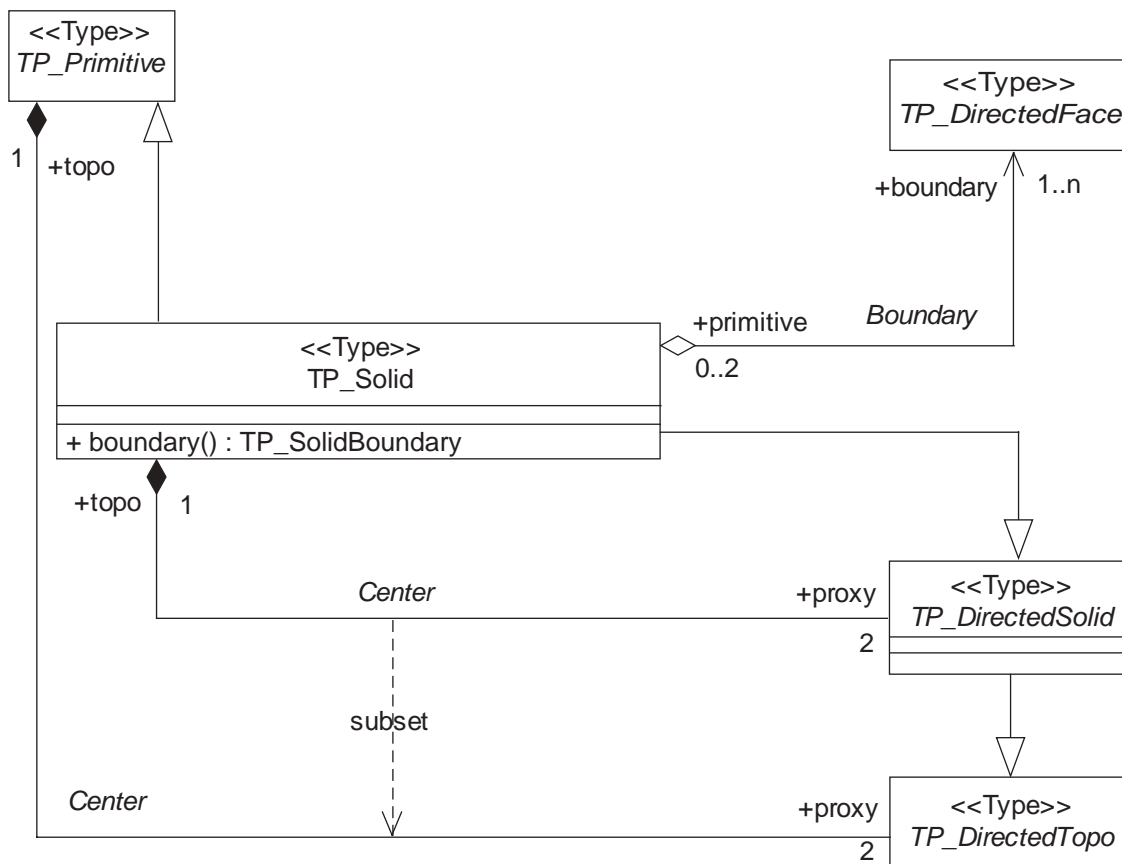 <<Type>>
TP_Primitive
1
+topo
<<Type>>
TP_DirectedFace
+boundary
1..n
+primitive
Boundary
0..2
<<Type>>
TP_Solid
+ boundary() : TP_SolidBoundary
+topo
1
Center
+proxy
2
<<Type>>
TP_DirectedSolid
subset
Center
+proxy
2
<<Type>>
TP_DirectedTopo